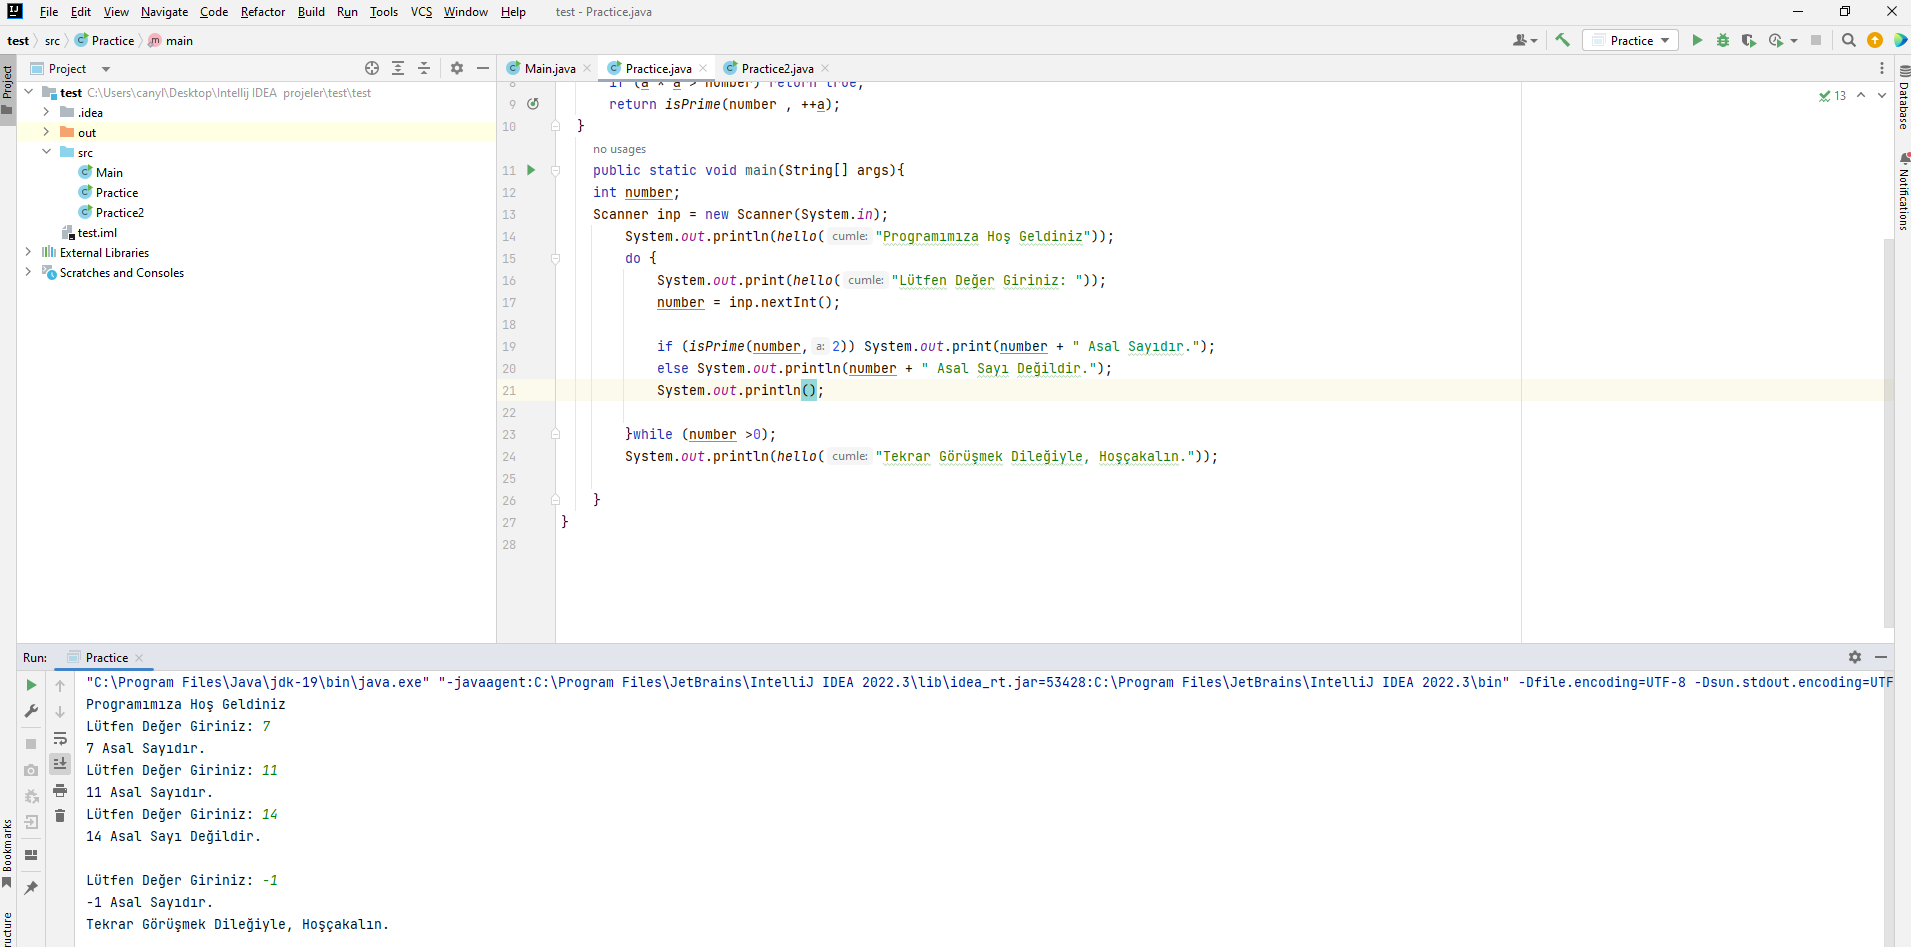 File Edit View Navigate Code Refactor Build Run Tools VCS Window Help test - Practice.java
test src Practice main
Practice
Project
Main.java Practice.java Practice2.java
Project
test C:\Users\canyl\Desktop\Intellij IDEA projeler\test\test
.idea
out
src
Main
Practice
Practice2
test.iml
External Libraries
Scratches and Consoles
8 if (a * a > number) return true;
9 return isPrime(number , ++a);
10 }
no usages
11 public static void main(String[] args){
12 int number;
13 Scanner inp = new Scanner(System.in);
14 System.out.println(hello( cumle: "Programımıza Hoş Geldiniz"));
15 do {
16 System.out.print(hello( cumle: "Lütfen Değer Giriniz: "));
17 number = inp.nextInt();
18
19 if (isPrime(number, a: 2)) System.out.print(number + " Asal Sayıdır.");
20 else System.out.println(number + " Asal Sayı Değildir.");
21 System.out.println();
22
23 }while (number >0);
24 System.out.println(hello( cumle: "Tekrar Görüşmek Dileğiyle, Hoşçakalın."));
25
26 }
27 }
28
13
Database
Notifications
Run: Practice
"C:\Program Files\Java\jdk-19\bin\java.exe" "-javaagent:C:\Program Files\JetBrains\IntelliJ IDEA 2022.3\lib\idea_rt.jar=53428:C:\Program Files\JetBrains\IntelliJ IDEA 2022.3\bin" -Dfile.encoding=UTF-8 -Dsun.stdout.encoding=UTF
Programımıza Hoş Geldiniz
Lütfen Değer Giriniz: 7
7 Asal Sayıdır.
Lütfen Değer Giriniz: 11
11 Asal Sayıdır.
Lütfen Değer Giriniz: 14
14 Asal Sayı Değildir.
Lütfen Değer Giriniz: -1
-1 Asal Sayıdır.
Tekrar Görüşmek Dileğiyle, Hoşçakalın.
Bookmarks
ructure